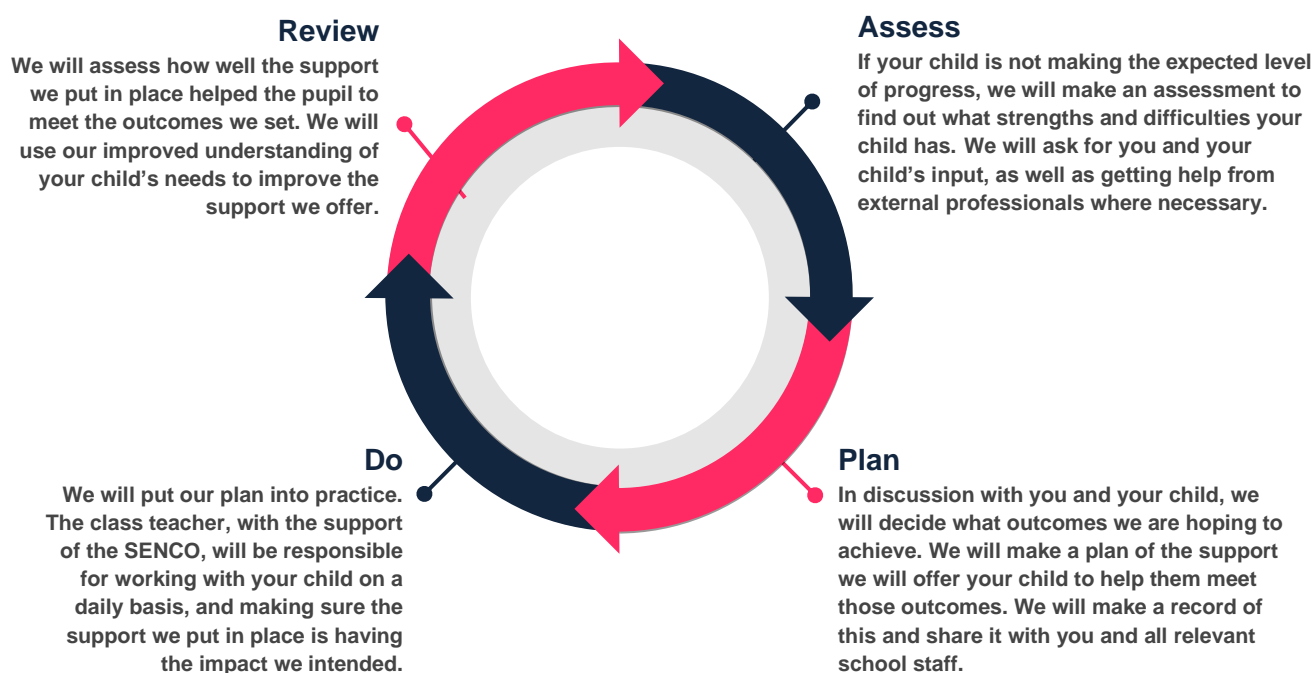 Review
We will assess how well the support
we put in place helped the pupil to
meet the outcomes we set. We will
use our improved understanding of
your child’s needs to improve the
support we offer.
Assess
If your child is not making the expected level
of progress, we will make an assessment to
find out what strengths and difficulties your
child has. We will ask for you and your
child’s input, as well as getting help from
external professionals where necessary.
Do
We will put our plan into practice.
The class teacher, with the support
of the SENCO, will be responsible
for working with your child on a
daily basis, and making sure the
support we put in place is having
the impact we intended.
Plan
In discussion with you and your child, we
will decide what outcomes we are hoping to
achieve. We will make a plan of the support
we will offer your child to help them meet
those outcomes. We will make a record of
this and share it with you and all relevant
school staff.